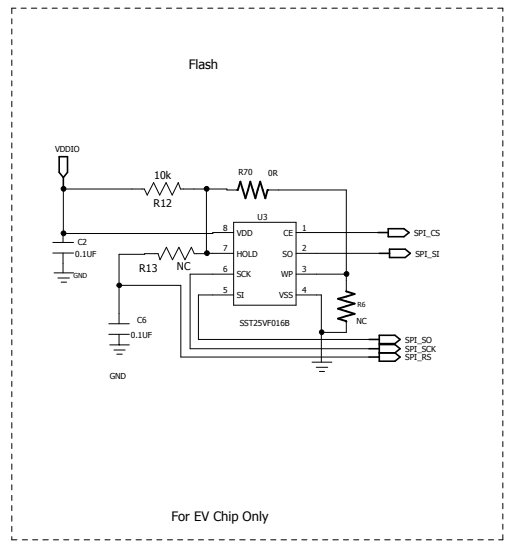 Flash
VDDIO
10k
R12
R70 0R
C2
0.1UF
GND
U3
8 VDD CE 1
7 HOLD SO 2
6 SCK WP 3
5 SI VSS 4
SST25VF016B
SPI_CS
SPI_SI
R13 NC
R6
NC
C6
0.1UF
GND
SPI_SO
SPI_SCK
SPI_RS
For EV Chip Only